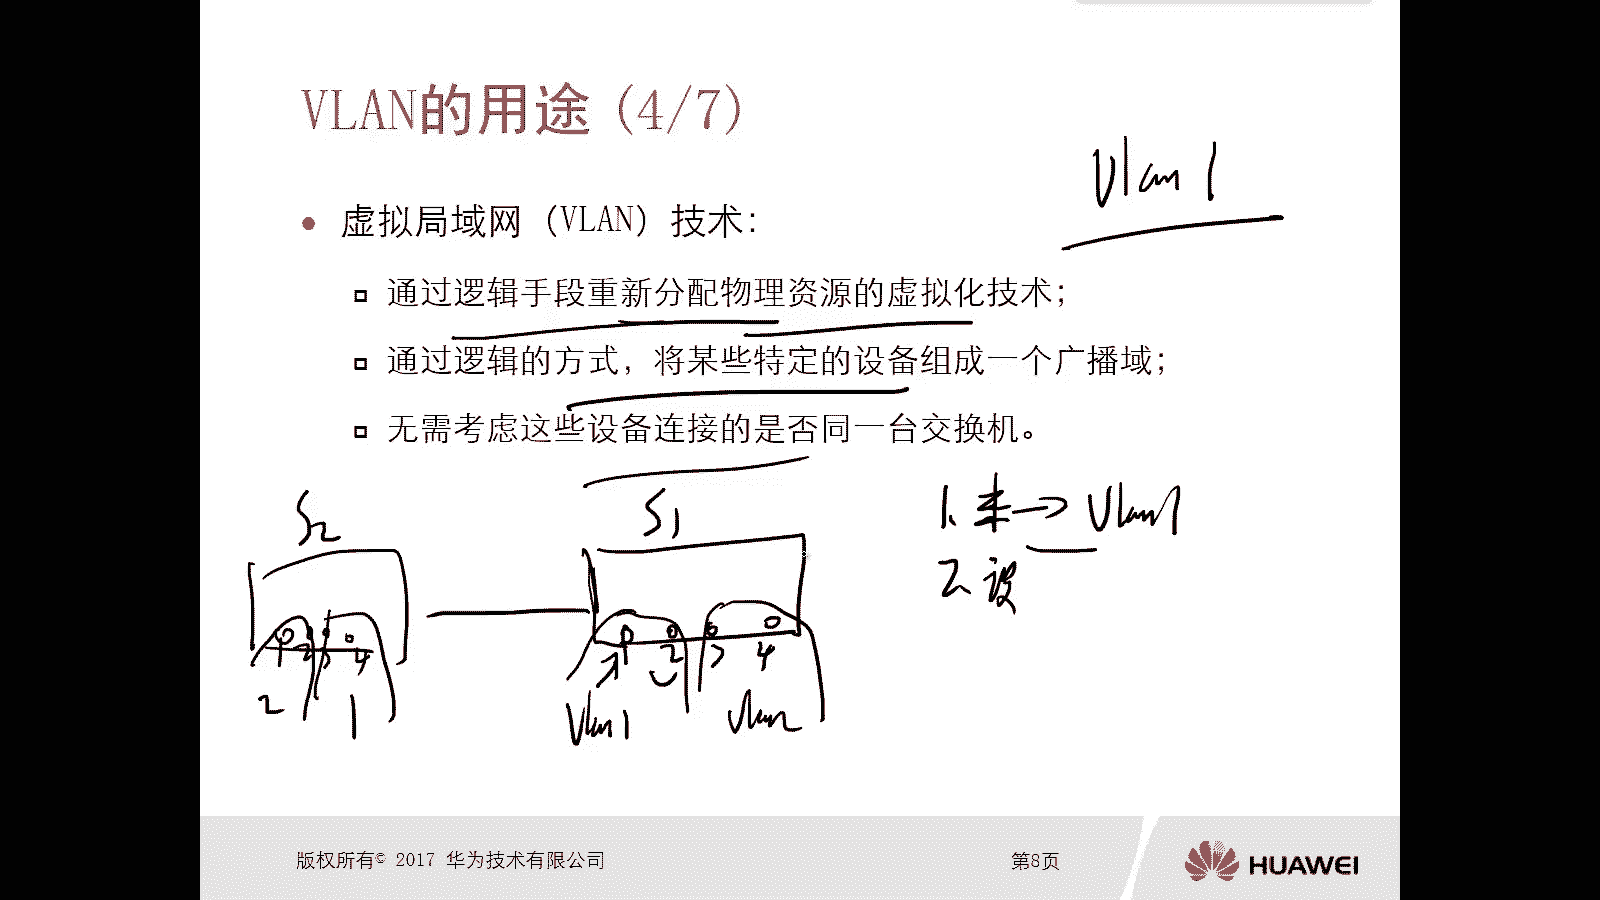 VLAN的用途 (4/7)
Vlan 1
• 虚拟局域网（VLAN）技术：
通过逻辑手段重新分配物理资源的虚拟化技术；
通过逻辑的方式，将某些特定的设备组成一个广播域；
无需考虑这些设备连接的是否同一台交换机。
S2
S1
1. 来→Vlan1
2. 设
1 2 3 4
1 2 3 4
2 1
Vlan1 Vlan2
版权所有© 2017 华为技术有限公司
第8页
HUAWEI